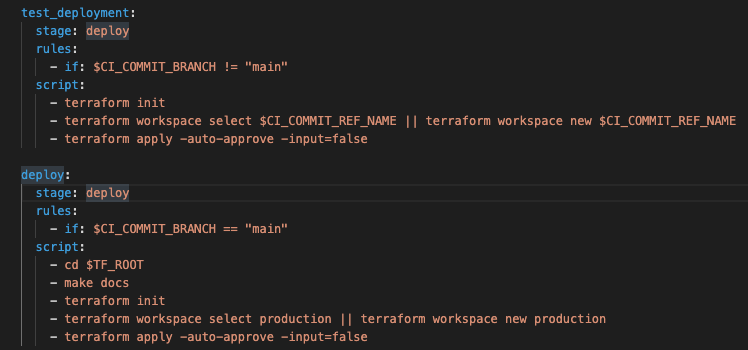 test_deployment:
  stage: deploy
  rules:
    - if: $CI_COMMIT_BRANCH != "main"
  script:
    - terraform init
    - terraform workspace select $CI_COMMIT_REF_NAME || terraform workspace new $CI_COMMIT_REF_NAME
    - terraform apply -auto-approve -input=false

deploy:
  stage: deploy
  rules:
    - if: $CI_COMMIT_BRANCH == "main"
  script:
    - cd $TF_ROOT
    - make docs
    - terraform init
    - terraform workspace select production || terraform workspace new production
    - terraform apply -auto-approve -input=false